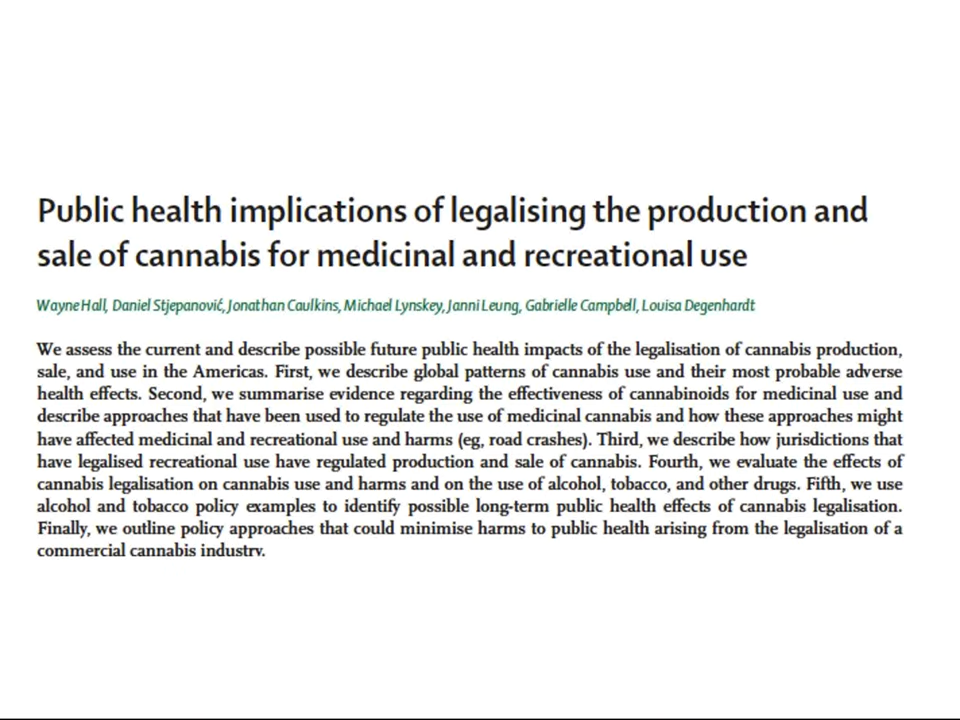 Public health implications of legalising the production and
sale of cannabis for medicinal and recreational use
Wayne Hall, Daniel Stjepanović, Jonathan Caulkins, Michael Lynskey, Janni Leung, Gabrielle Campbell, Louisa Degenhardt
We assess the current and describe possible future public health impacts of the legalisation of cannabis production,
sale, and use in the Americas. First, we describe global patterns of cannabis use and their most probable adverse
health effects. Second, we summarise evidence regarding the effectiveness of cannabinoids for medicinal use and
describe approaches that have been used to regulate the use of medicinal cannabis and how these approaches might
have affected medicinal and recreational use and harms (eg, road crashes). Third, we describe how jurisdictions that
have legalised recreational use have regulated production and sale of cannabis. Fourth, we evaluate the effects of
cannabis legalisation on cannabis use and harms and on the use of alcohol, tobacco, and other drugs. Fifth, we use
alcohol and tobacco policy examples to identify possible long-term public health effects of cannabis legalisation.
Finally, we outline policy approaches that could minimise harms to public health arising from the legalisation of a
commercial cannabis industry.